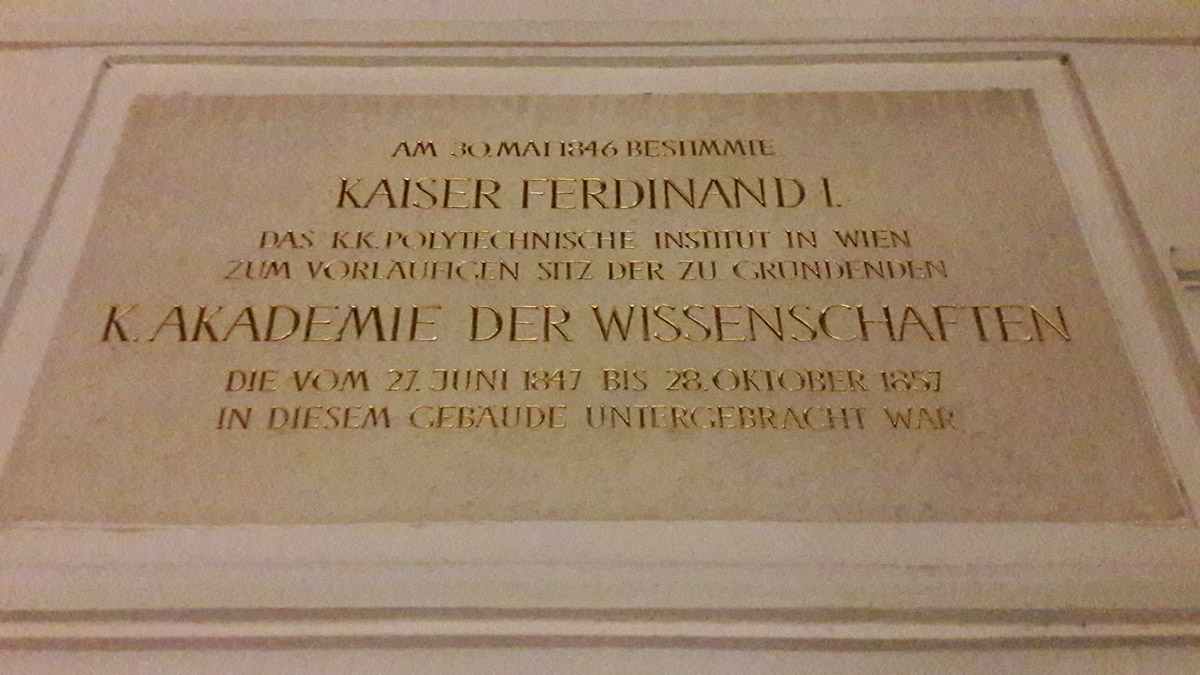 AM 30. MAI 1846 BESTIMMTE
KAISER FERDINAND I.
DAS K.K. POLYTECHNISCHE INSTITUT IN WIEN
ZUM VORLÄUFIGEN SITZ DER ZU GRÜNDENDEN
K. AKADEMIE DER WISSENSCHAFTEN
DIE VOM 27. JUNI 1847 BIS 28. OKTOBER 1857
IN DIESEM GEBÄUDE UNTERGEBRACHT WAR